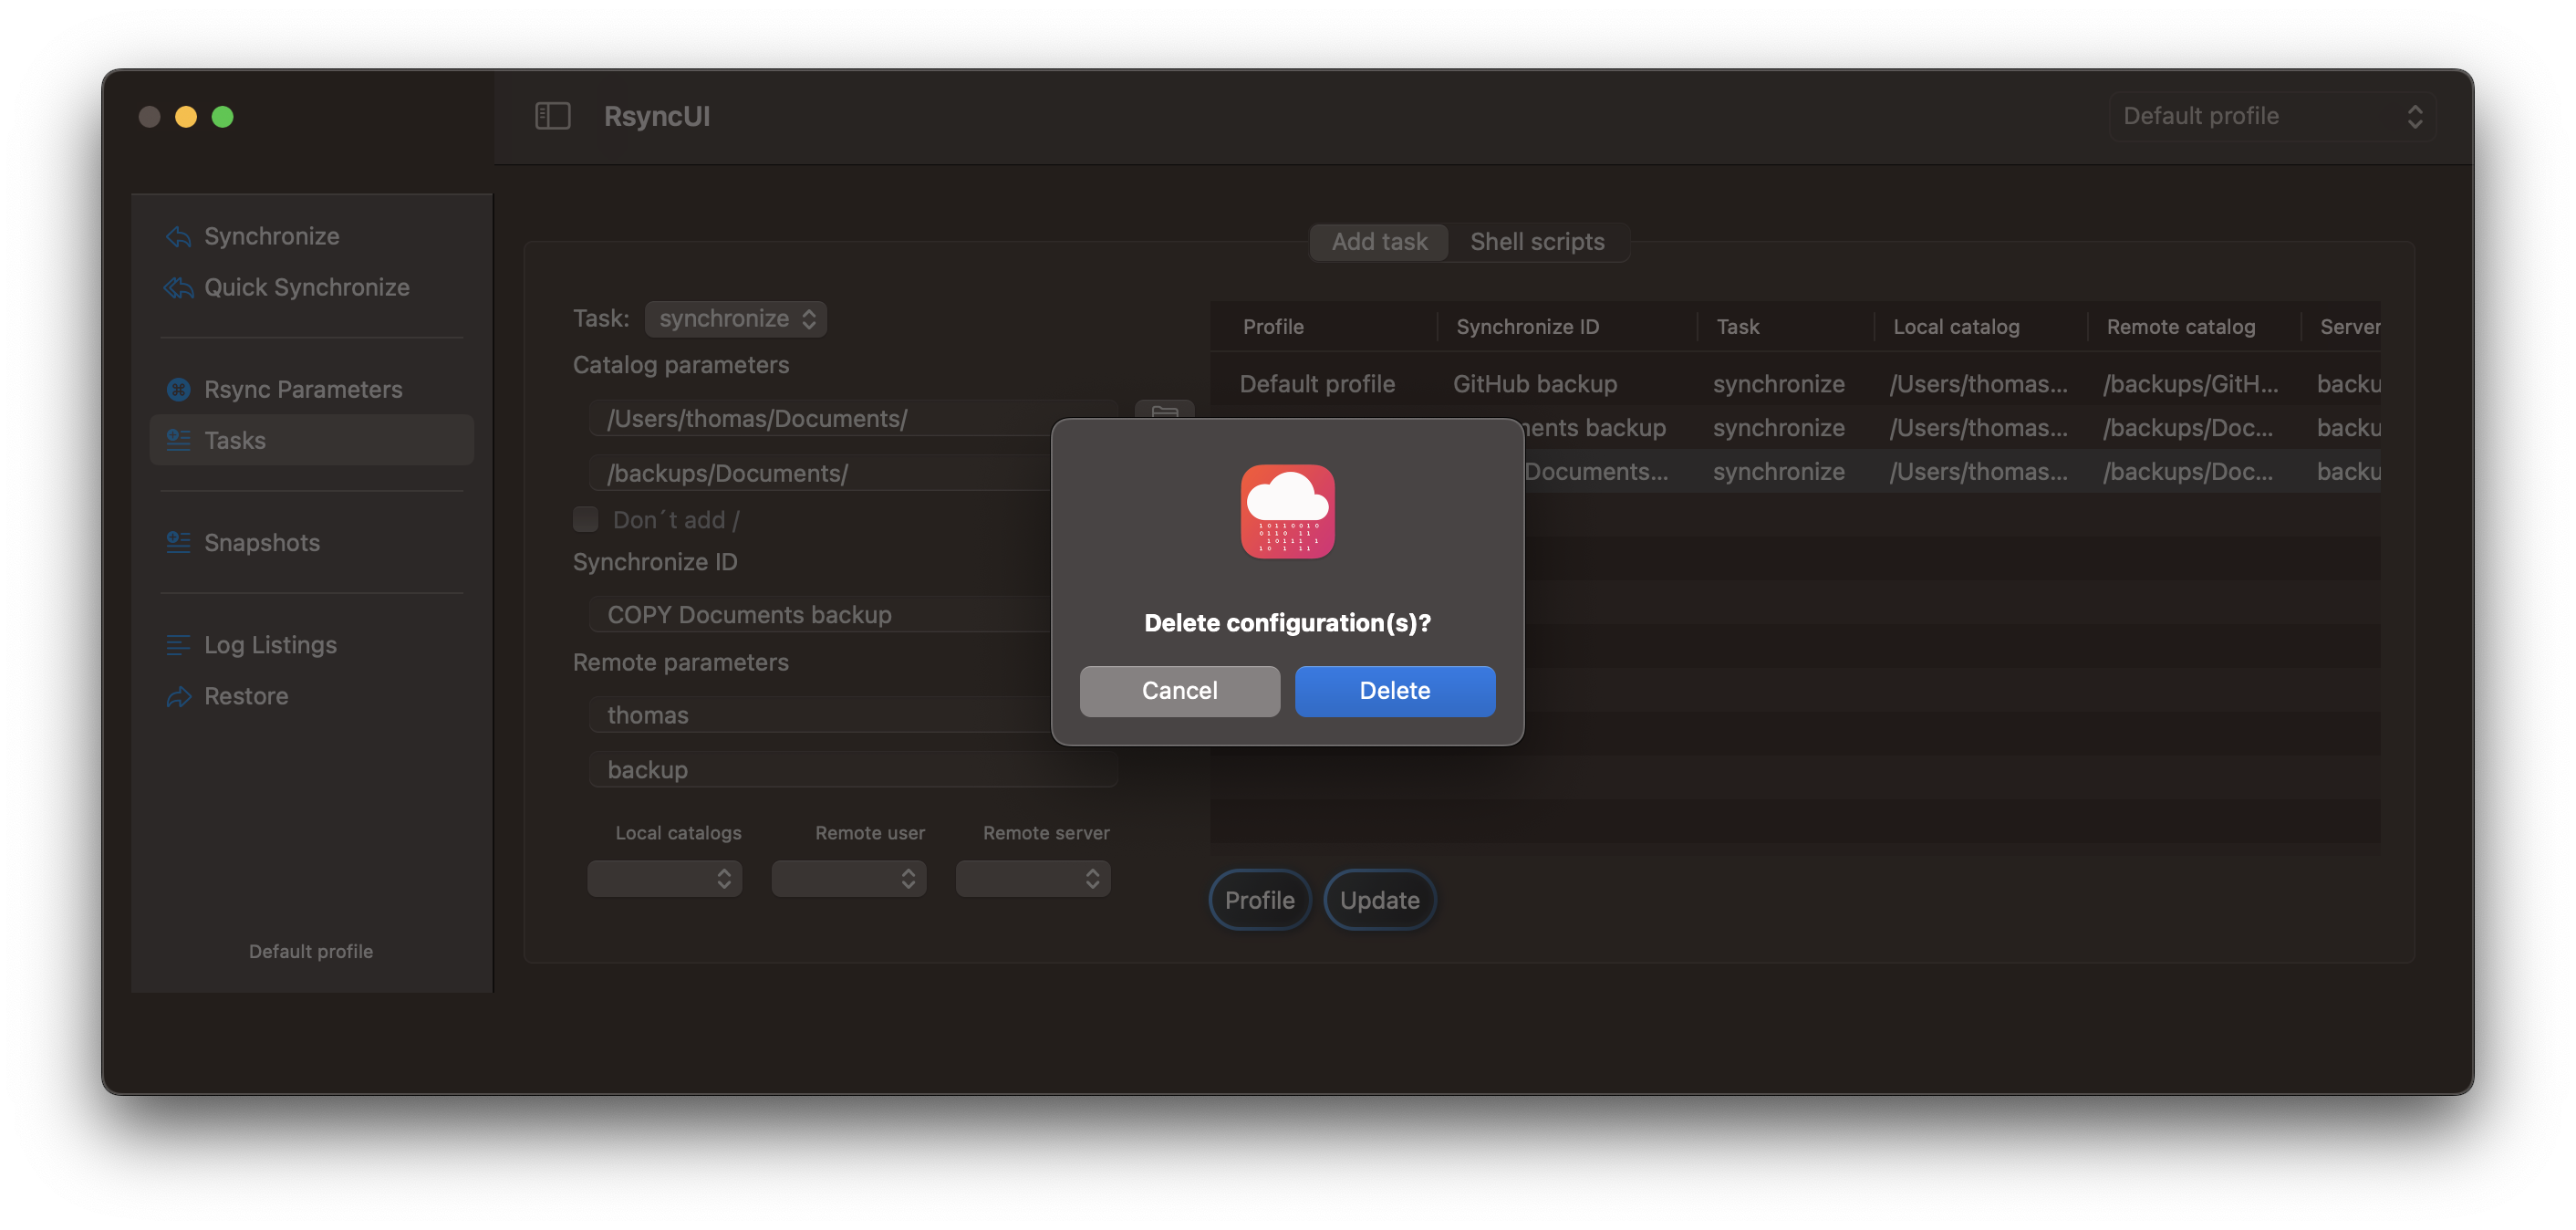 RsyncUI
Default profile
Synchronize
Quick Synchronize
Rsync Parameters
Tasks
Snapshots
Log Listings
Restore
Default profile
Add task
Shell scripts
Task:
synchronize
Catalog parameters
/Users/thomas/Documents/
/backups/Documents/
Don´t add /
Synchronize ID
COPY Documents backup
Remote parameters
thomas
backup
Local catalogs
Remote user
Remote server
Profile Synchronize ID Task Local catalog Remote catalog Server
Default profile GitHub backup synchronize /Users/thomas... /backups/GitH... backu
backup synchronize /Users/thomas... /backups/Doc... backu
Documents... synchronize /Users/thomas... /backups/Doc... backu
Delete configuration(s)?
Cancel
Delete
Profile
Update